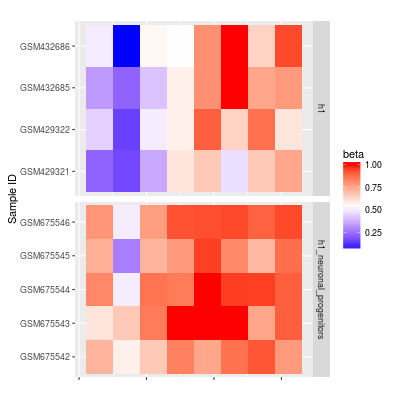 GSM432686
GSM432685
GSM429322
GSM429321
h1
GSM675546
GSM675545
GSM675544
GSM675543
GSM675542
h1_neuronal_progenitors
Sample ID
beta
1.00
0.75
0.50
0.25